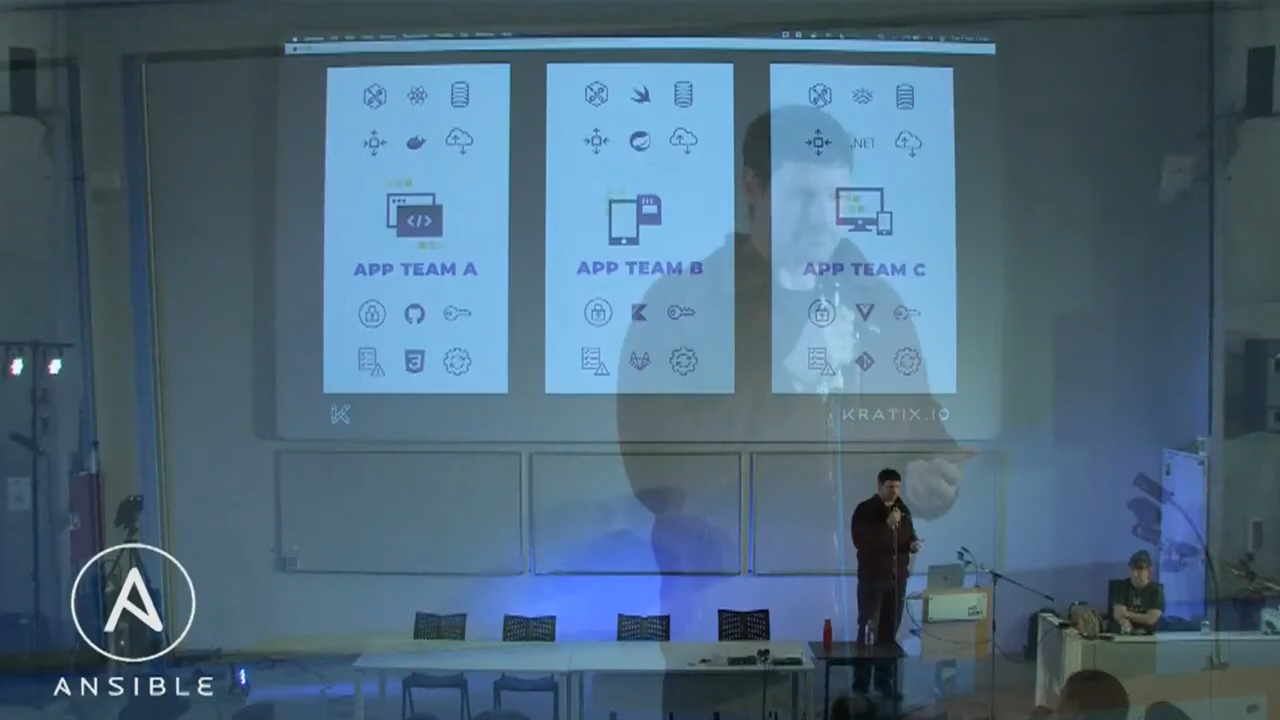 .NET
APP TEAM A
APP TEAM B
APP TEAM C
KRATIX.IO
ANSIBLE